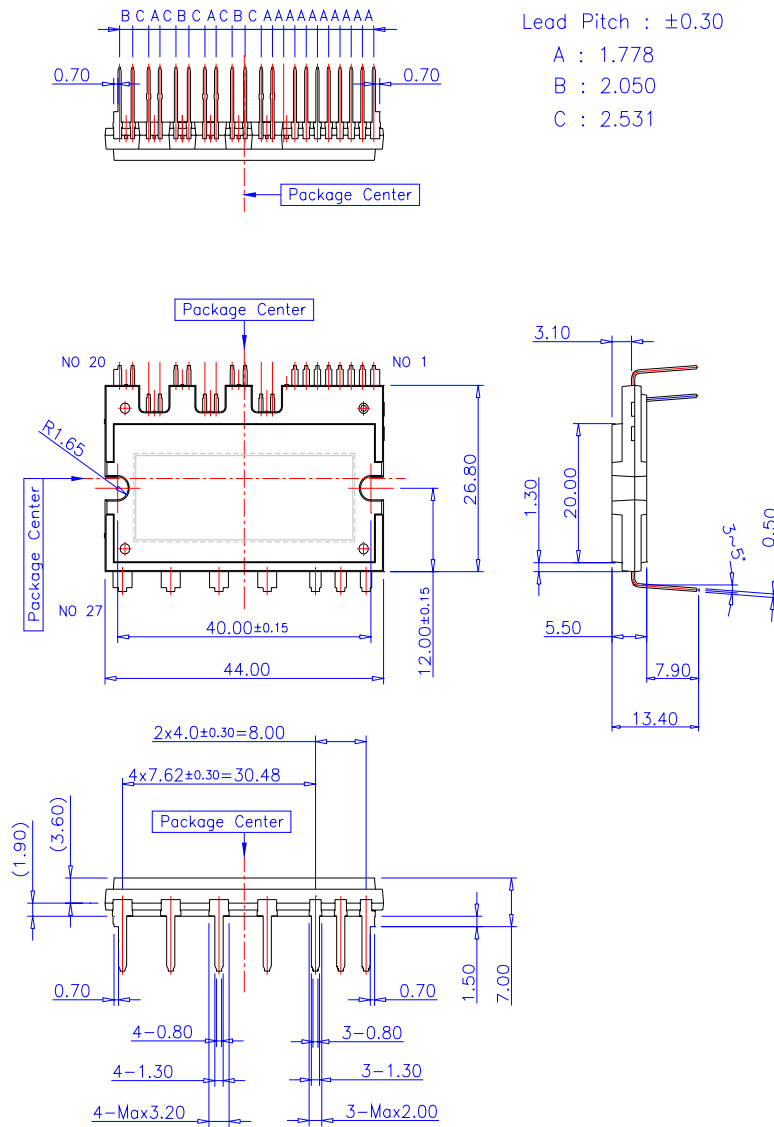 B C A C B C A C B C A A A A A A A A A A
Lead Pitch : ±0.30
A : 1.778
B : 2.050
C : 2.531
0.70
0.70
Package Center
Package Center
NO 20
NO 1
R1.65
Package Center
26.80
NO 27
40.00±0.15
12.00±0.15
44.00
3.10
1.30
20.00
3~5°
0.50
5.50
7.90
13.40
2x4.0±0.30=8.00
4x7.62±0.30=30.48
Package Center
(1.90)
(3.60)
0.70
0.70
1.50
7.00
4-0.80
3-0.80
4-1.30
3-1.30
4-Max3.20
3-Max2.00